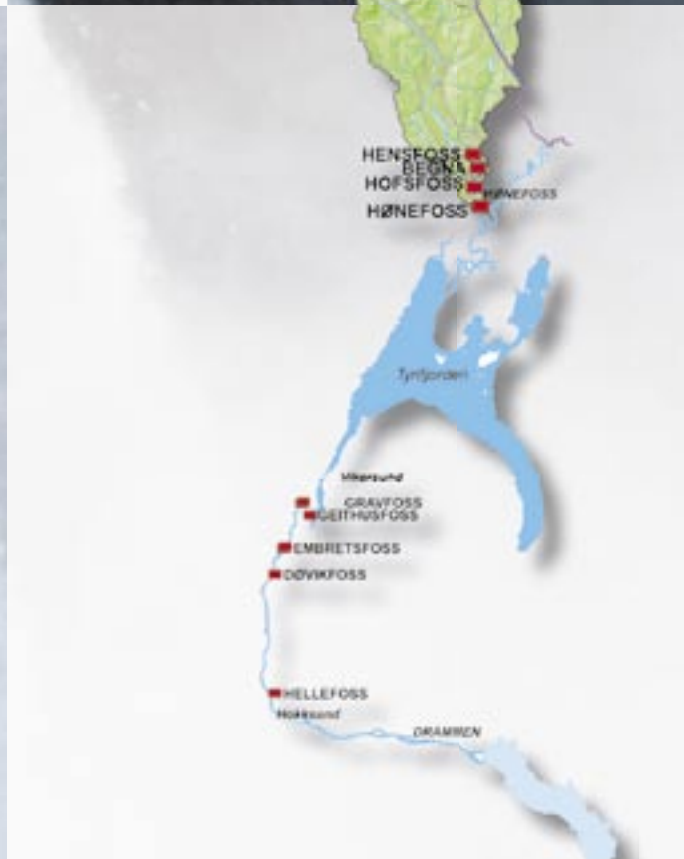 HENSFOSS
BEGNA
HOFSFOSS
HØNEFOSS
HØNEFOSS
Tyrifjorden
Vikersund
GRAVFOSS
GEITHUSFOSS
EMBRETSFOSS
DØVIKFOSS
HELLEFOSS
Hokksund
DRAMMEN